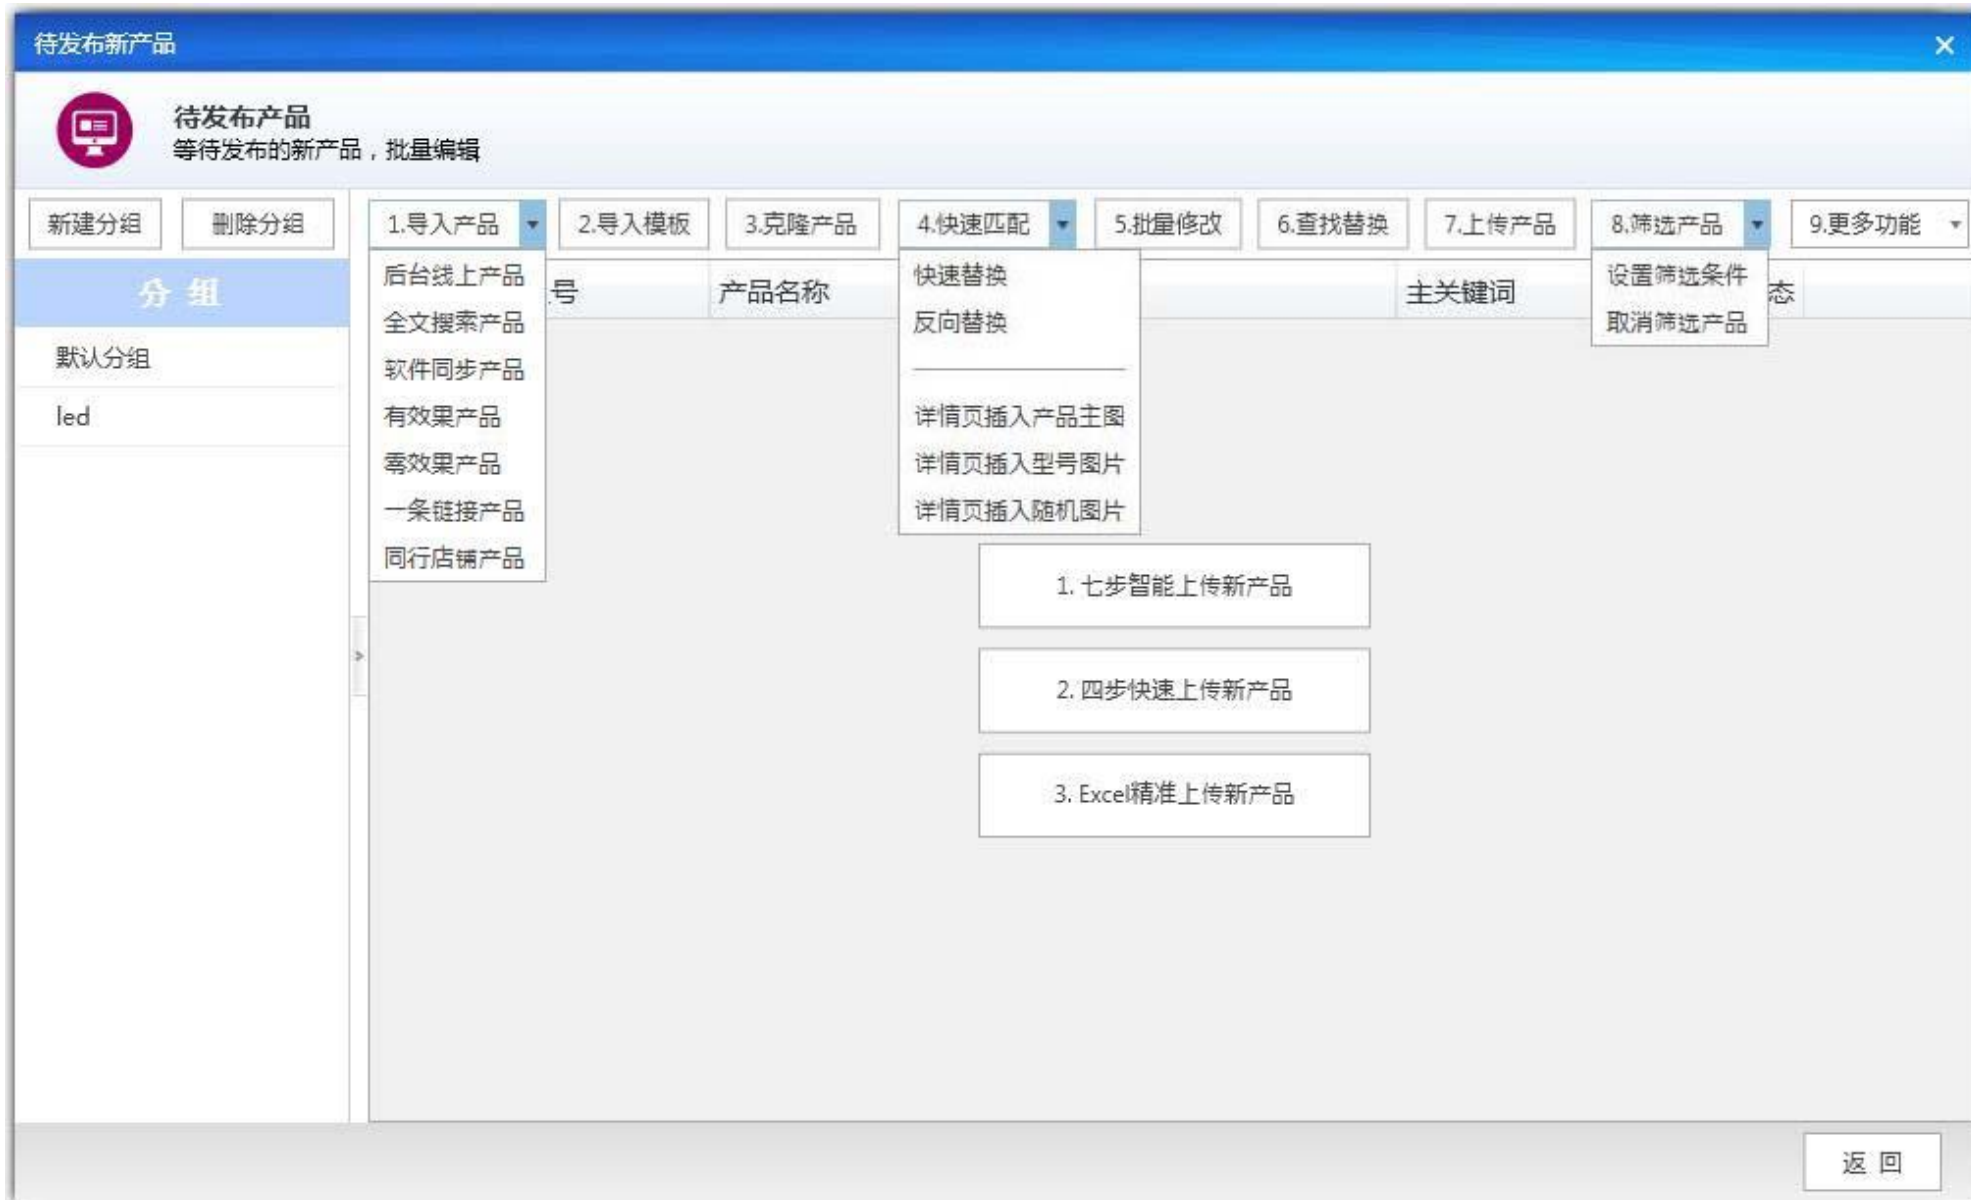 待发布新产品
待发布产品
等待发布的新产品，批量编辑
新建分组 删除分组 1.导入产品 2.导入模板 3.克隆产品 4.快速匹配 5.批量修改 6.查找替换 7.上传产品 8.筛选产品 9.更多功能
分 组
号 产品名称 主关键词 态
默认分组
led
后台线上产品
全文搜索产品
软件同步产品
有效果产品
零效果产品
一条链接产品
同行店铺产品
快速替换
反向替换
详情页插入产品主图
详情页插入型号图片
详情页插入随机图片
设置筛选条件
取消筛选产品
1. 七步智能上传新产品
2. 四步快速上传新产品
3. Excel精准上传新产品
返 回